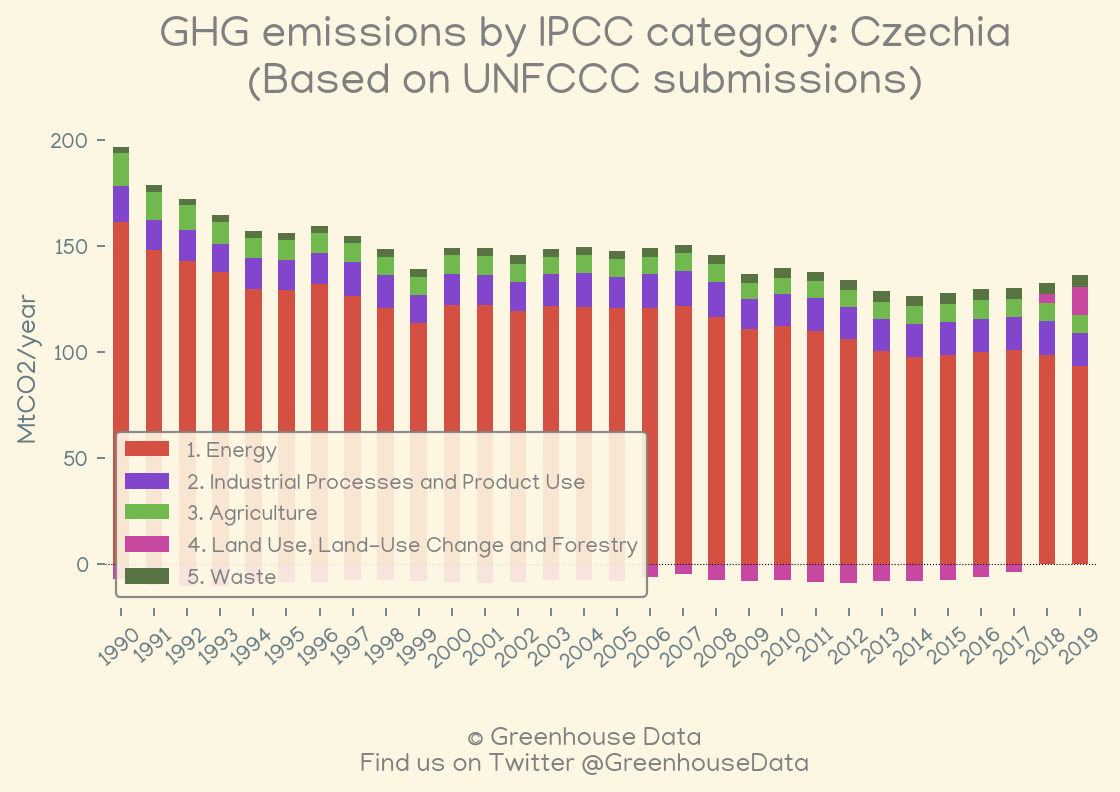 GHG emissions by IPCC category: Czechia
(Based on UNFCCC submissions)
MtCO2/year
200
150
100
50
0
1. Energy
2. Industrial Processes and Product Use
3. Agriculture
4. Land Use, Land-Use Change and Forestry
5. Waste
1990 1991 1992 1993 1994 1995 1996 1997 1998 1999 2000 2001 2002 2003 2004 2005 2006 2007 2008 2009 2010 2011 2012 2013 2014 2015 2016 2017 2018 2019
© Greenhouse Data
Find us on Twitter @GreenhouseData